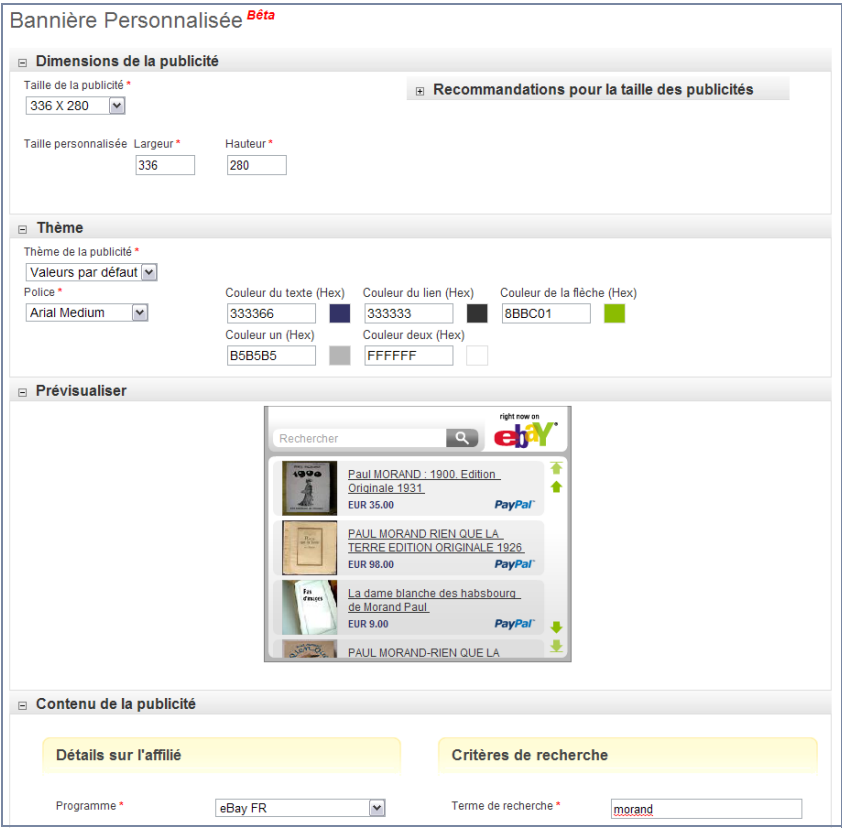 Bannière Personnalisée Bêta
Dimensions de la publicité
Taille de la publicité *
336 X 280
Recommandations pour la taille des publicités
Taille personnalisée Largeur * Hauteur *
336 280
Thème
Thème de la publicité *
Valeurs par défaut
Police * Couleur du texte (Hex) Couleur du lien (Hex) Couleur de la flèche (Hex)
Arial Medium 333366 333333 8BBC01
Couleur un (Hex) Couleur deux (Hex)
B5B5B5 FFFFFF
Prévisualiser
right now on
Rechercher ebaY
1900
Paul MORAND : 1900. Edition
Originale 1931
EUR 35.00 PayPal
PAUL MORAND RIEN QUE LA
TERRE EDITION ORIGINALE 1926
EUR 98.00 PayPal
La dame blanche des habsbourg
de Morand Paul
EUR 9.00 PayPal
PAUL MORAND-RIEN QUE LA
Contenu de la publicité
Détails sur l'affilié Critères de recherche
Programme * eBay FR Terme de recherche * morand